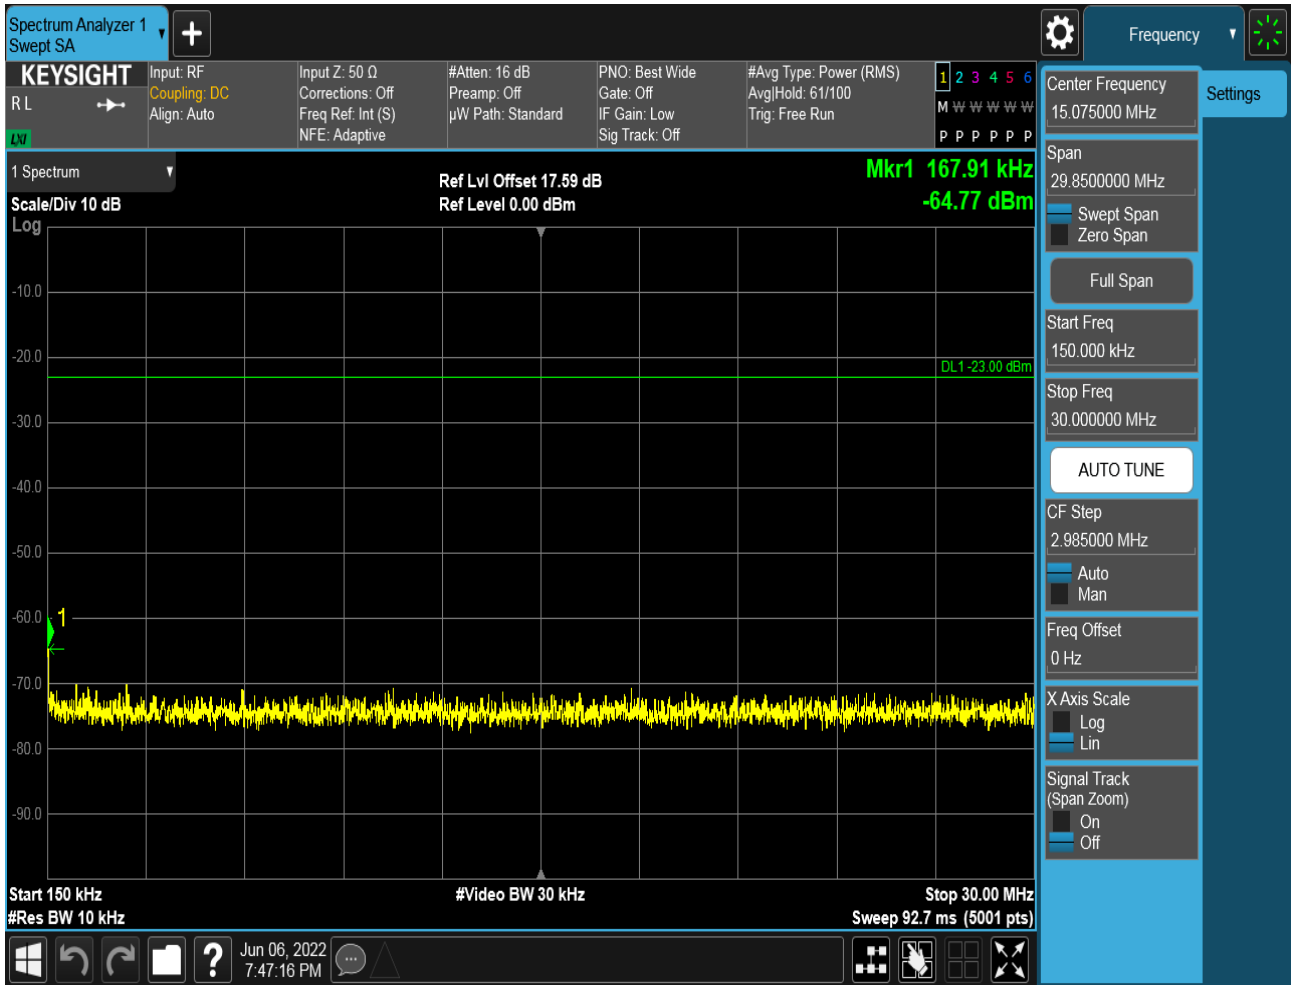 Spectrum Analyzer 1
Swept SA
+
Frequency
KEYSIGHT
R L
LXI
Input: RF
Coupling: DC
Align: Auto
Input Z: 50 Ω
Corrections: Off
Freq Ref: Int (S)
NFE: Adaptive
#Atten: 16 dB
Preamp: Off
µW Path: Standard
PNO: Best Wide
Gate: Off
IF Gain: Low
Sig Track: Off
#Avg Type: Power (RMS)
Avg|Hold: 61/100
Trig: Free Run
1 2 3 4 5 6
M W W W W W
P P P P P P
1 Spectrum
Scale/Div 10 dB
Log
Ref Lvl Offset 17.59 dB
Ref Level 0.00 dBm
Mkr1 167.91 kHz
-64.77 dBm
-10.0
-20.0
DL1 -23.00 dBm
-30.0
-40.0
-50.0
-60.0
1
-70.0
-80.0
-90.0
Start 150 kHz
#Res BW 10 kHz
#Video BW 30 kHz
Stop 30.00 MHz
Sweep 92.7 ms (5001 pts)
?
Jun 06, 2022
7:47:16 PM
Center Frequency
15.075000 MHz
Settings
Span
29.8500000 MHz
Swept Span
Zero Span
Full Span
Start Freq
150.000 kHz
Stop Freq
30.000000 MHz
AUTO TUNE
CF Step
2.985000 MHz
Auto
Man
Freq Offset
0 Hz
X Axis Scale
Log
Lin
Signal Track
(Span Zoom)
On
Off